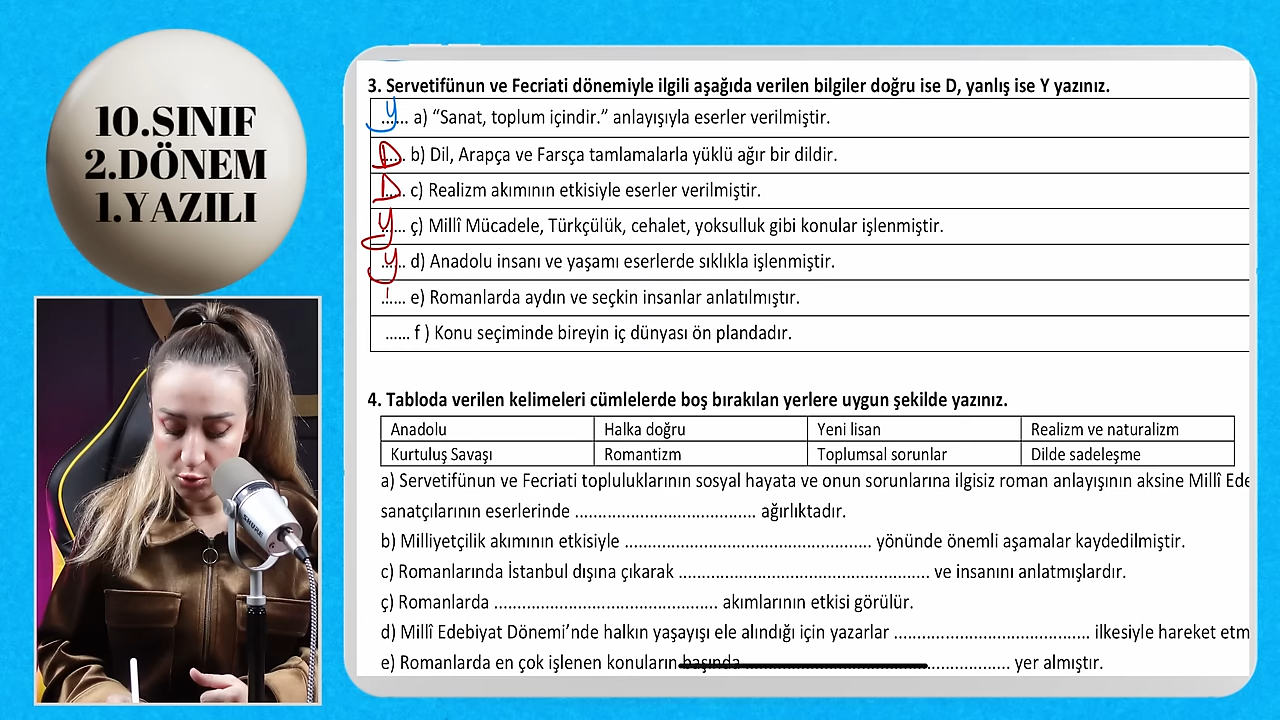 10.SINIF
2.DÖNEM
1.YAZILI
3. Servetifünun ve Fecriati dönemiyle ilgili aşağıda verilen bilgiler doğru ise D, yanlış ise Y yazınız.
Y ...... a) “Sanat, toplum içindir.” anlayışıyla eserler verilmiştir.
D ...... b) Dil, Arapça ve Farsça tamlamalarla yüklü ağır bir dildir.
D ...... c) Realizm akımının etkisiyle eserler verilmiştir.
Y ...... ç) Millî Mücadele, Türkçülük, cehalet, yoksulluk gibi konular işlenmiştir.
Y ...... d) Anadolu insanı ve yaşamı eserlerde sıklıkla işlenmiştir.
...... e) Romanlarda aydın ve seçkin insanlar anlatılmıştır.
...... f ) Konu seçiminde bireyin iç dünyası ön plandadır.
4. Tabloda verilen kelimeleri cümlelerde boş bırakılan yerlere uygun şekilde yazınız.
Anadolu Halka doğru Yeni lisan Realizm ve naturalizm
Kurtuluş Savaşı Romantizm Toplumsal sorunlar Dilde sadeleşme
a) Servetifünun ve Fecriati topluluklarının sosyal hayata ve onun sorunlarına ilgisiz roman anlayışının aksine Millî Ede
sanatçılarının eserlerinde ..................................... ağırlıktadır.
b) Milliyetçilik akımının etkisiyle .................................................. yönünde önemli aşamalar kaydedilmiştir.
c) Romanlarında İstanbul dışına çıkarak .................................................. ve insanını anlatmışlardır.
ç) Romanlarda ............................................. akımlarının etkisi görülür.
d) Millî Edebiyat Dönemi’nde halkın yaşayışı ele alındığı için yazarlar ....................................... ilkesiyle hareket etm
e) Romanlarda en çok işlenen konuların başında ..................................................... yer almıştır.
SHURE